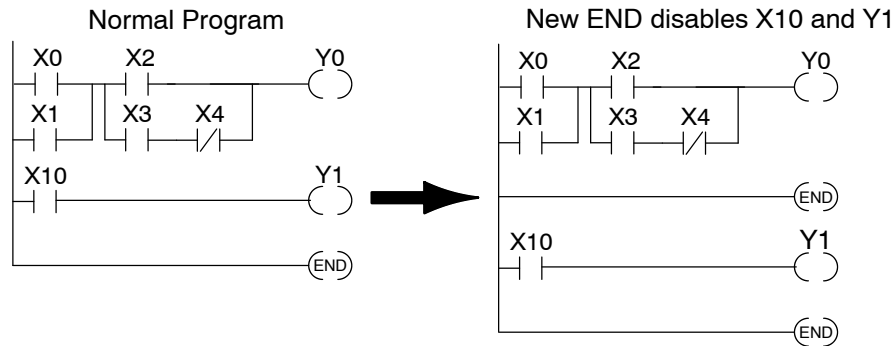 Normal Program
X0 X2 Y0
X1 X3 X4
X10 Y1
END
New END disables X10 and Y1
X0 X2 Y0
X1 X3 X4
END
X10 Y1
END